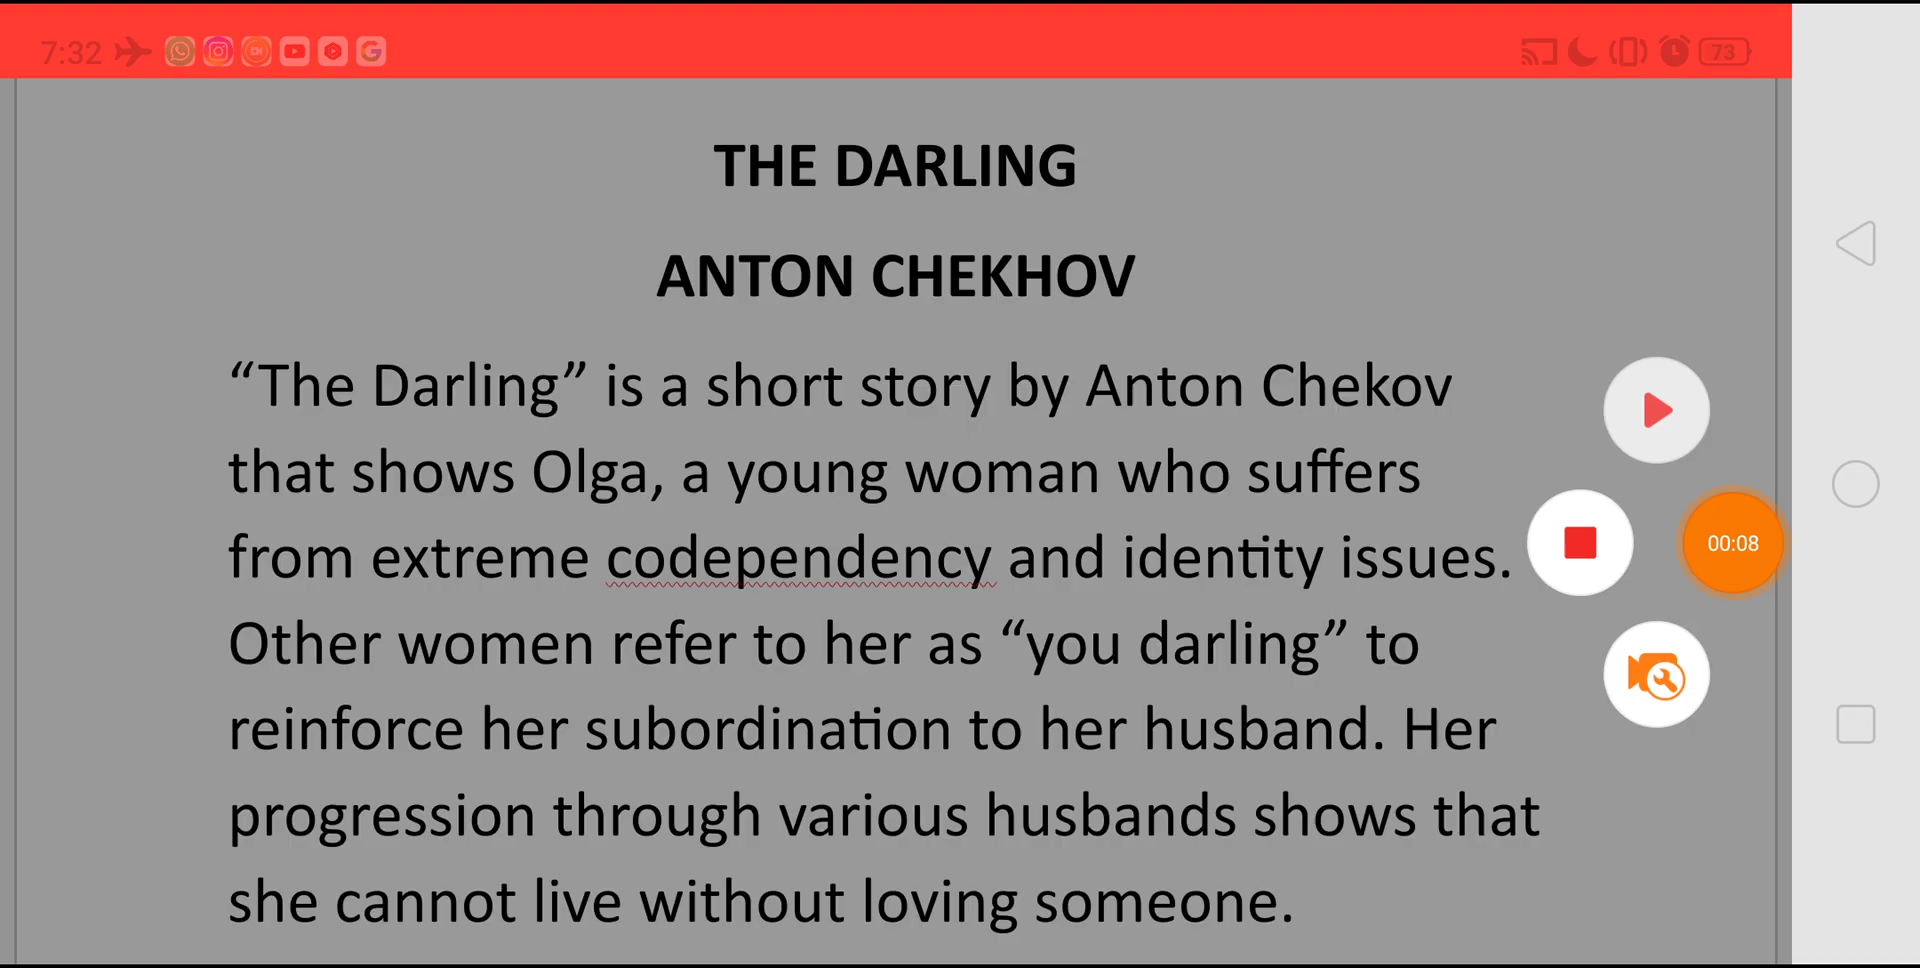 7:32
73
THE DARLING
ANTON CHEKHOV
“The Darling” is a short story by Anton Chekov
that shows Olga, a young woman who suffers
from extreme codependency and identity issues.
00:08
Other women refer to her as “you darling” to
reinforce her subordination to her husband. Her
progression through various husbands shows that
she cannot live without loving someone.